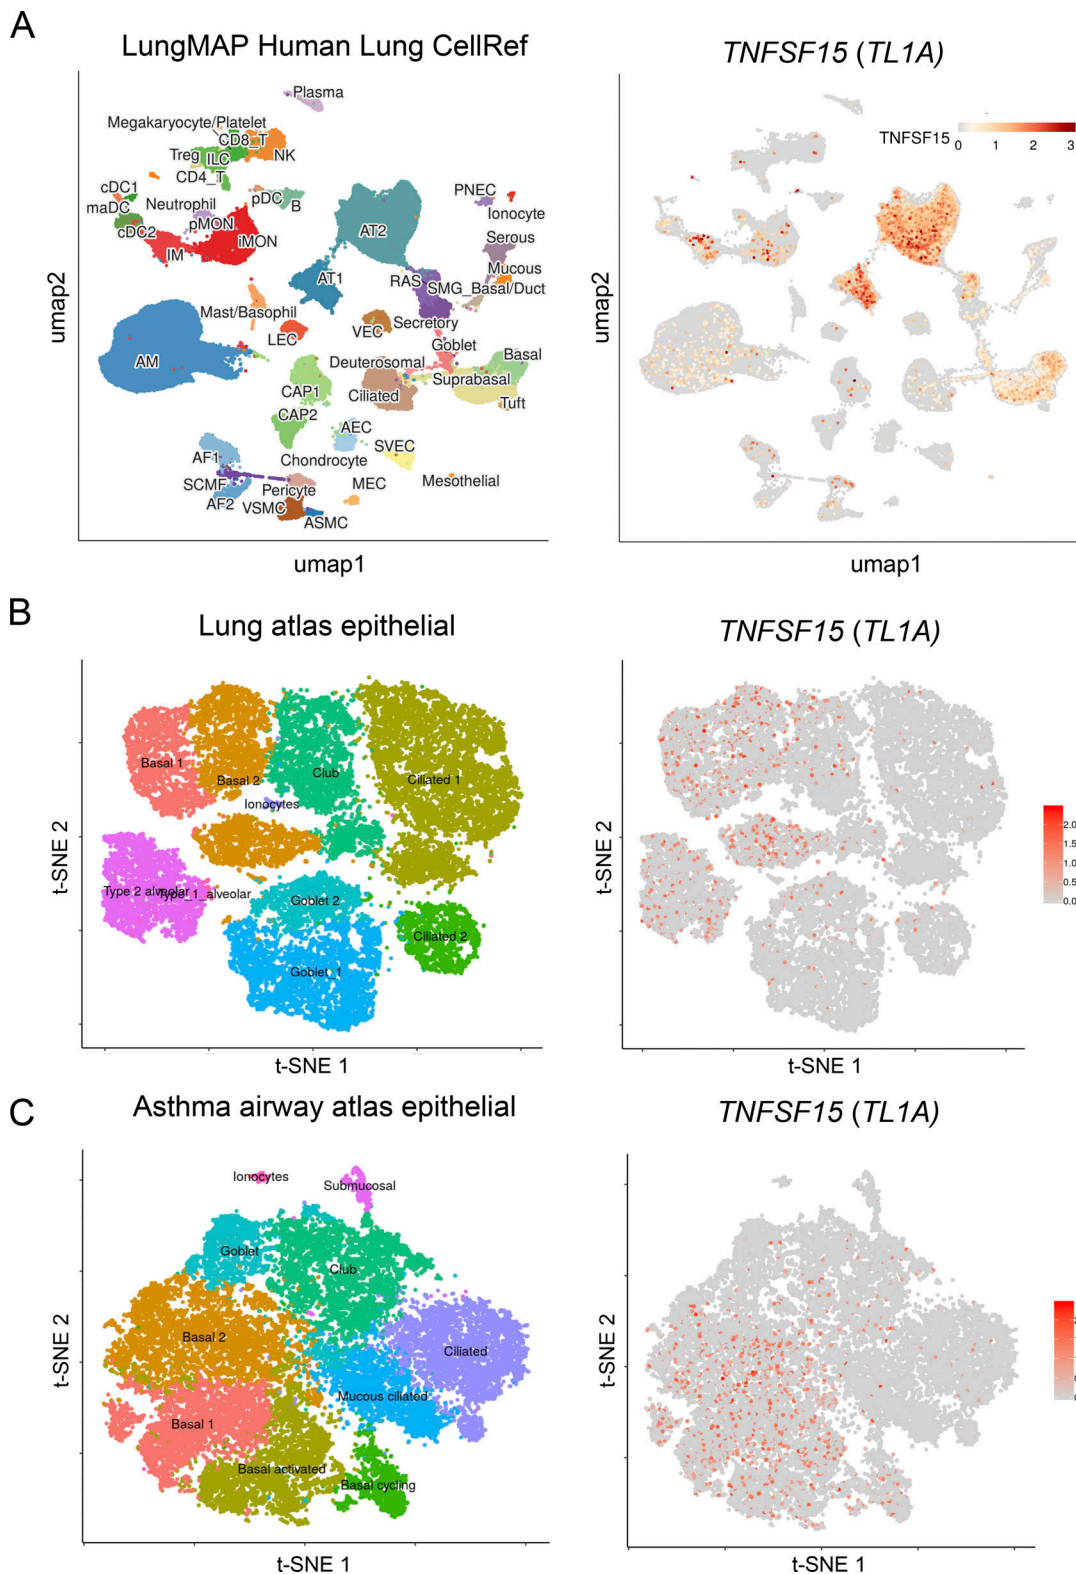 A
LungMAP Human Lung CellRef
TNFSF15 (TL1A)
Plasma
Megakaryocyte/Platelet
CD8_T
Treg
ILC
NK
CD4_T
cDC1
maDC
Neutrophil
pDC
B
PNEC
Ionocyte
cDC2
pMON
iMON
IM
AT2
Serous
Mucous
AT1
RAS
SMG_Basal/Duct
Mast/Basophil
LEC
VEC
Secretory
Goblet
AM
Deuterosomal
Basal
Suprabasal
CAP1
Ciliated
Tuft
CAP2
AEC
SVEC
AF1
Chondrocyte
Mesothelial
SCMF
Pericyte
MEC
AF2
VSMC
ASMC
umap2
umap1
TNFSF15
0 1 2 3
umap2
umap1
B
Lung atlas epithelial
TNFSF15 (TL1A)
Basal 1
Basal 2
Club
Ciliated 1
Ionocytes
Type 2 alveolar
Type_1_alveolar
Goblet 2
Ciliated 2
Goblet_1
t-SNE 2
t-SNE 1
2.0
1.5
1.0
0.5
0.0
t-SNE 2
t-SNE 1
C
Asthma airway atlas epithelial
TNFSF15 (TL1A)
Ionocytes
Submucosal
Goblet
Club
Basal 2
Ciliated
Mucous ciliated
Basal 1
Basal activated
Basal cycling
t-SNE 2
t-SNE 1
t-SNE 2
t-SNE 1